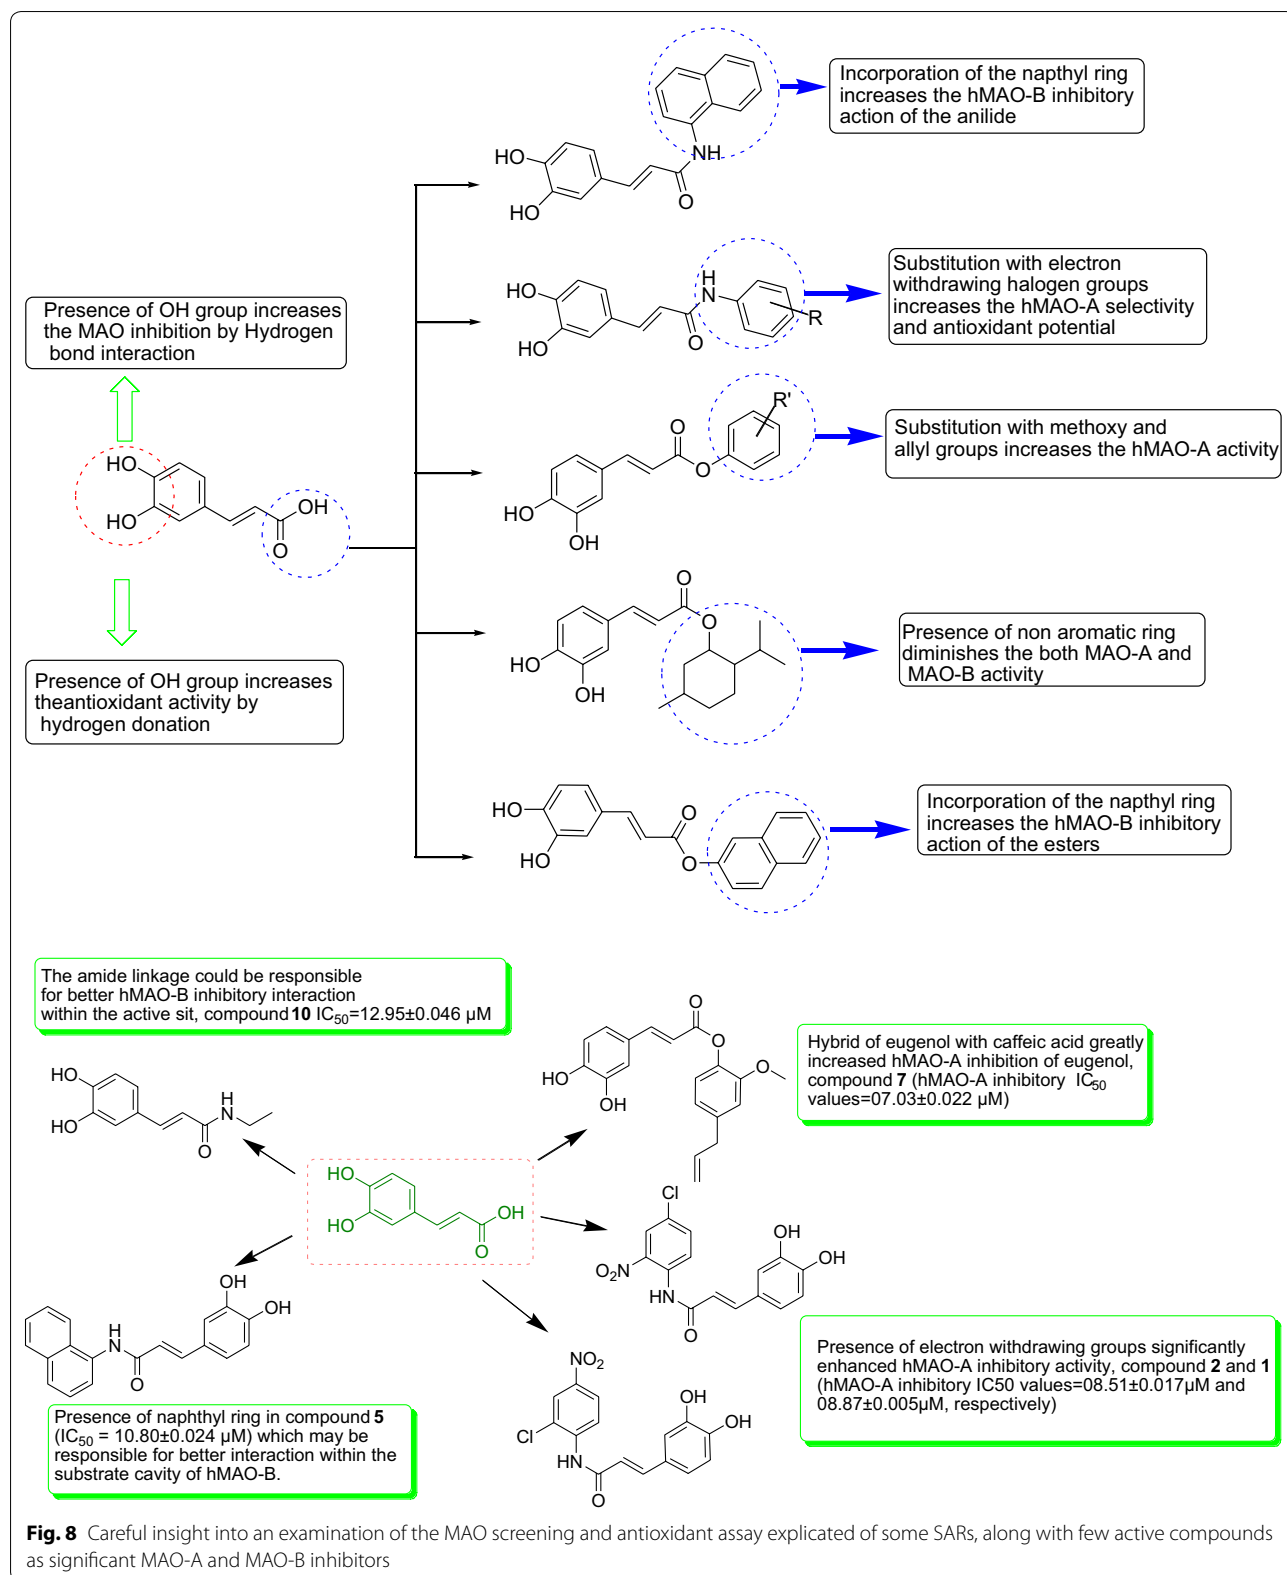 Incorporation of the napthyl ring
increases the hMAO-B inhibitory
action of the anilide
HO
HO
NH
O
Substitution with electron
withdrawing halogen groups
increases the hMAO-A selectivity
and antioxidant potential
HO
HO
H
N
O
R
Presence of OH group increases
the MAO inhibition by Hydrogen
bond interaction
R'
O
O
HO
OH
Substitution with methoxy and
allyl groups increases the hMAO-A activity
HO
HO
OH
O
O
O
HO
OH
Presence of non aromatic ring
diminishes the both MAO-A and
MAO-B activity
Presence of OH group increases
theantioxidant activity by
hydrogen donation
HO
HO
O
O
Incorporation of the napthyl ring
increases the hMAO-B inhibitory
action of the esters
The amide linkage could be responsible
for better hMAO-B inhibitory interaction
within the active sit, compound 10 IC50=12.95±0.046 µM
O
O
O
HO
OH
Hybrid of eugenol with caffeic acid greatly
increased hMAO-A inhibition of eugenol,
compound 7 (hMAO-A inhibitory IC50
values=07.03±0.022 µM)
HO
HO
H
N
O
HO
HO
OH
O
Cl
O2N
HN
O
OH
OH
OH
OH
H
N
O
Presence of electron withdrawing groups significantly
enhanced hMAO-A inhibitory activity, compound 2 and 1
(hMAO-A inhibitory IC50 values=08.51±0.017µM and
08.87±0.005µM, respectively)
NO2
Cl
HN
O
OH
OH
Presence of naphthyl ring in compound 5
(IC50 = 10.80±0.024 µM) which may be
responsible for better interaction within the
substrate cavity of hMAO-B.
Fig. 8 Careful insight into an examination of the MAO screening and antioxidant assay explicated of some SARs, along with few active compounds
as significant MAO-A and MAO-B inhibitors